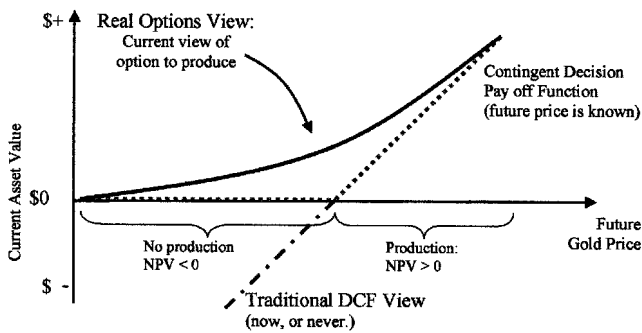 $+
Real Options View:
Current view of
option to produce
Contingent Decision
Pay off Function
(future price is known)
Current Asset Value
$0
Future
Gold Price
No production
NPV < 0
Production:
NPV > 0
$ -
Traditional DCF View
(now, or never.)